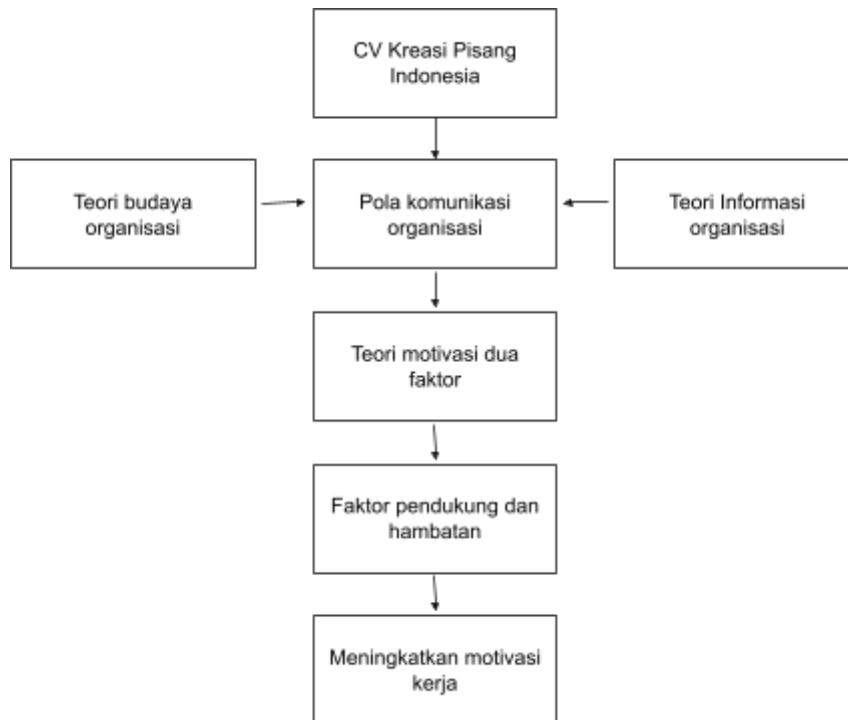 CV Kreasi Pisang
Indonesia
Teori budaya
organisasi
Pola komunikasi
organisasi
Teori Informasi
organisasi
Teori motivasi dua
faktor
Faktor pendukung dan
hambatan
Meningkatkan motivasi
kerja